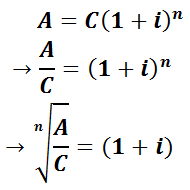 A = C(1 + i)ⁿ
→ A/C = (1 + i)ⁿ
→ ⁿ√(A/C) = (1 + i)